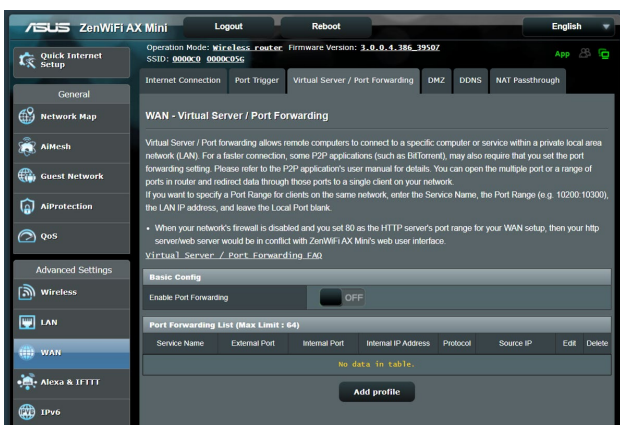 ASUS ZenWiFi AX Mini Logout Reboot English
Operation Mode: Wireless router Firmware Version: 3.0.0.4.386_39507
SSID: 0000C0 0000C05G
App
Quick Internet
Setup
General
Network Map
AiMesh
Guest Network
AiProtection
QoS
Advanced Settings
Wireless
LAN
WAN
Alexa & IFTTT
IPv6
Internet Connection Port Trigger Virtual Server / Port Forwarding DMZ DDNS NAT Passthrough
WAN - Virtual Server / Port Forwarding
Virtual Server / Port forwarding allows remote computers to connect to a specific computer or service within a private local area
network (LAN). For a faster connection, some P2P applications (such as BitTorrent), may also require that you set the port
forwarding setting. Please refer to the P2P application's user manual for details. You can open the multiple port or a range of
ports in router and redirect data through those ports to a single client on your network.
If you want to specify a Port Range for clients on the same network, enter the Service Name, the Port Range (e.g. 10200:10300),
the LAN IP address, and leave the Local Port blank.
• When your network's firewall is disabled and you set 80 as the HTTP server's port range for your WAN setup, then your http
server/web server would be in conflict with ZenWiFi AX Mini's web user interface.
Virtual Server / Port Forwarding FAQ
Basic Config
Enable Port Forwarding OFF
Port Forwarding List (Max Limit : 64)
Service Name External Port Internal Port Internal IP Address Protocol Source IP Edit Delete
No data in table.
Add profile